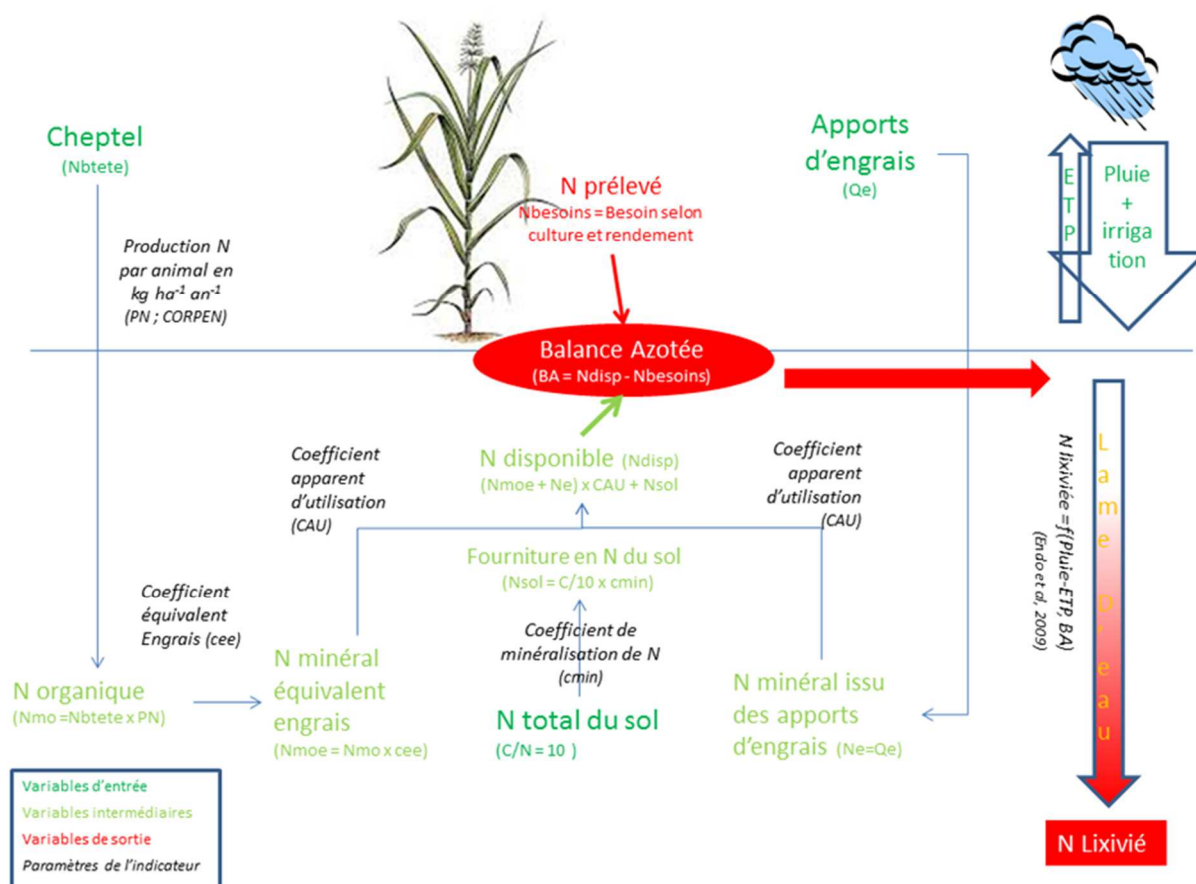 Cheptel
(Nbtete)
Production N
par animal en
kg ha⁻¹ an⁻¹
(PN ; CORPEN)
N prélevé
Nbesoins = Besoin selon
culture et rendement
Apports
d'engrais
(Qe)
ETP
Pluie
+
irriga
tion
Balance Azotée
(BA = Ndisp - Nbesoins)
Coefficient
apparent
d'utilisation
(CAU)
N disponible (Ndisp)
(Nmoe + Ne) x CAU + Nsol
Coefficient
apparent
d'utilisation
(CAU)
Fourniture en N du sol
(Nsol = C/10 x cmin)
Coefficient
équivalent
Engrais (cee)
Coefficient de
minéralisation de N
(cmin)
N organique
(Nmo =Nbtete x PN)
N minéral
équivalent
engrais
(Nmoe = Nmo x cee)
N total du sol
(C/N = 10 )
N minéral issu
des apports
d'engrais (Ne=Qe)
Lame D'eau
N lixiviée =f(Pluie-ETP, BA)
(Endo et al, 2009)
N Lixivié
Variables d'entrée
Variables intermédiaires
Variables de sortie
Paramètres de l'indicateur